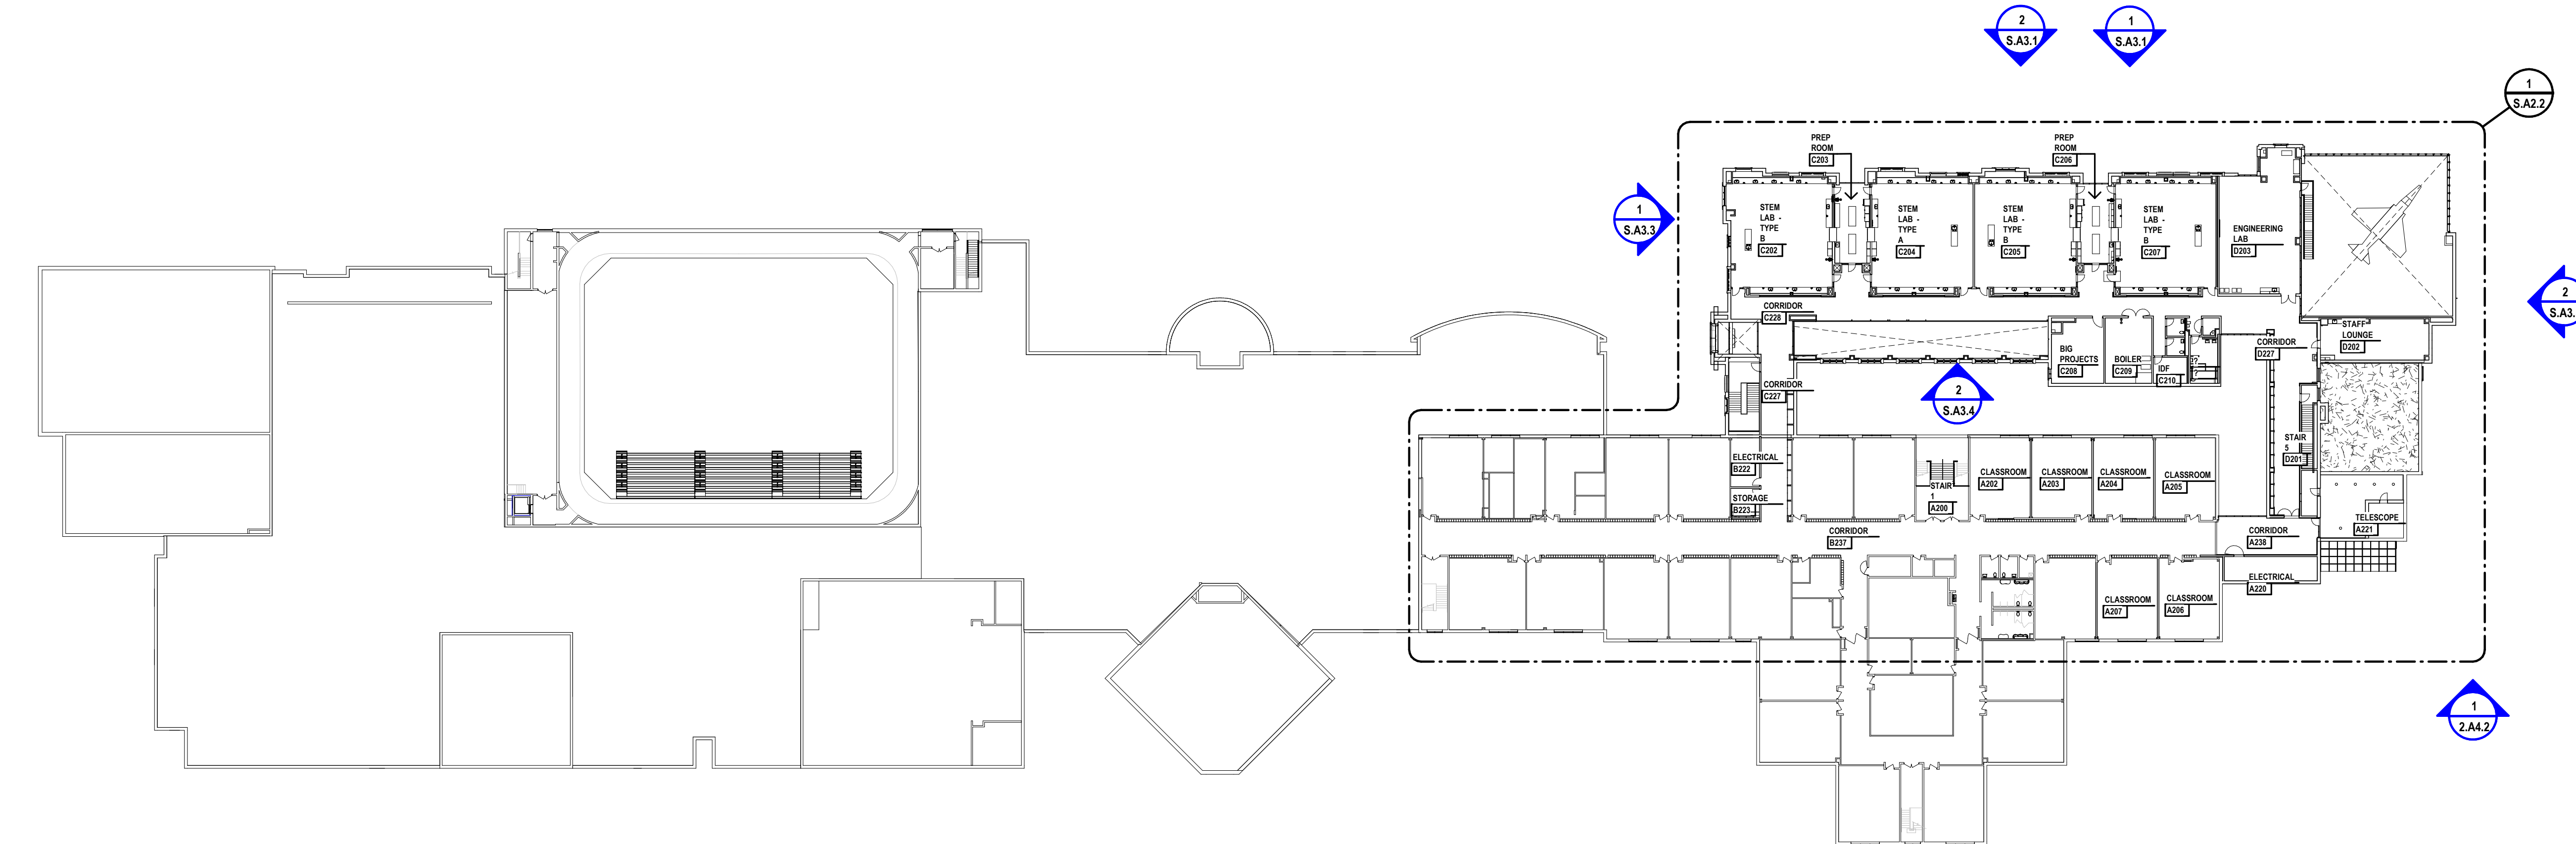 2
S.A3.1
1
S.A3.1
1
S.A2.2
PREP
ROOM
C203
PREP
ROOM
C206
1
S.A3.3
STEM
LAB -
TYPE
B
C202
STEM
LAB -
TYPE
A
C204
STEM
LAB -
TYPE
B
C205
STEM
LAB -
TYPE
B
C207
ENGINEERING
LAB
D203
2
S.A3.
CORRIDOR
C228
STAFF
LOUNGE
D202
CORRIDOR
D227
BIG
PROJECTS
C208
BOILER
C209
IDF
C210
??
?
CORRIDOR
C227
2
S.A3.4
STAIR
5
D201
ELECTRICAL
B222
STORAGE
B223
STAIR
1
A200
CLASSROOM
A202
CLASSROOM
A203
CLASSROOM
A204
CLASSROOM
A205
TELESCOPE
A221
CORRIDOR
B237
CORRIDOR
A238
ELECTRICAL
A220
CLASSROOM
A207
CLASSROOM
A206
1
2.A4.2